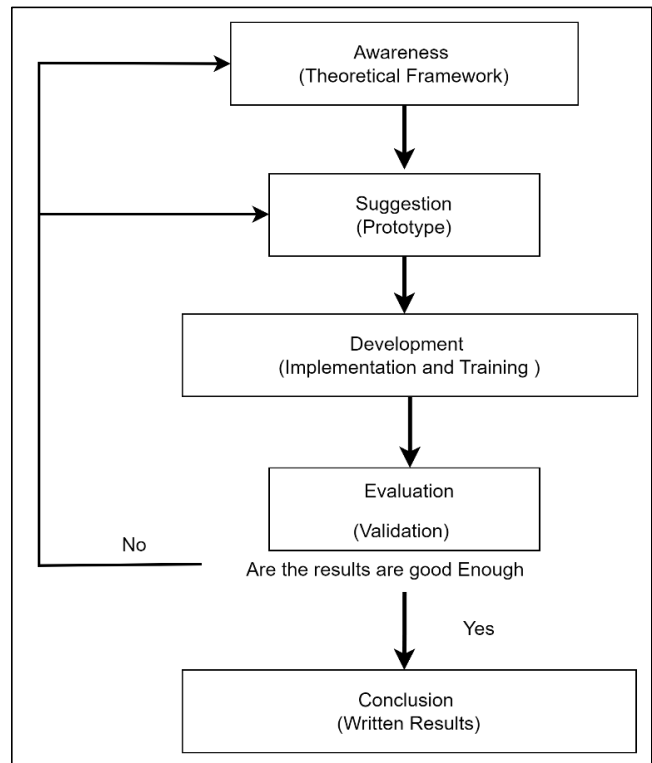 Awareness
(Theoretical Framework)
Suggestion
(Prototype)
Development
(Implementation and Training )
Evaluation
(Validation)
No
Are the results are good Enough
Yes
Conclusion
(Written Results)